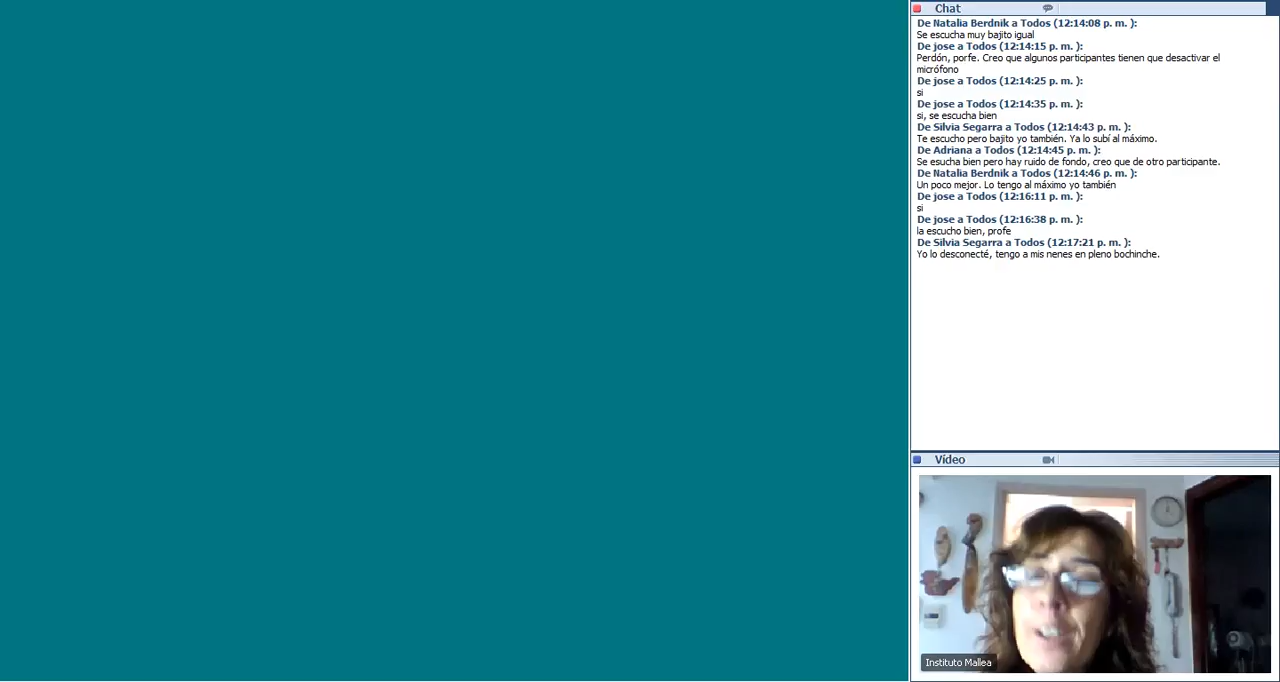 Chat
De Natalia Berdnik a Todos (12:14:08 p. m. ):
Se escucha muy bajito igual
De jose a Todos (12:14:15 p. m. ):
Perdón, porfe. Creo que algunos participantes tienen que desactivar el
micrófono
De jose a Todos (12:14:25 p. m. ):
si
De jose a Todos (12:14:35 p. m. ):
si, se escucha bien
De Silvia Segarra a Todos (12:14:43 p. m. ):
Te escucho pero bajito yo también. Ya lo subí al máximo.
De Adriana a Todos (12:14:45 p. m. ):
Se esucha bien pero hay ruido de fondo, creo que de otro participante.
De Natalia Berdnik a Todos (12:14:46 p. m. ):
Un poco mejor. Lo tengo al máximo yo también
De jose a Todos (12:16:11 p. m. ):
si
De jose a Todos (12:16:38 p. m. ):
la escucho bien, profe
De Silvia Segarra a Todos (12:17:21 p. m. ):
Yo lo desconecté, tengo a mis nenes en pleno bochinche.
Vídeo
Instituto Mallea